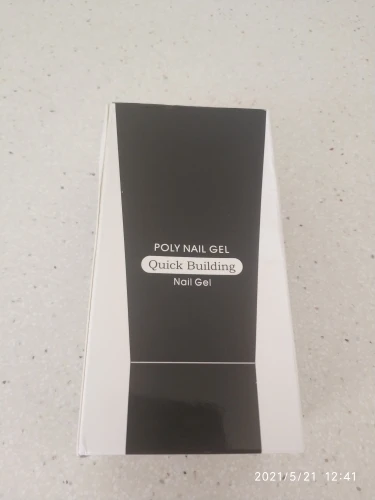 POLY NAIL GEL
Quick Building
Nail Gel
2021/5/21 12:41